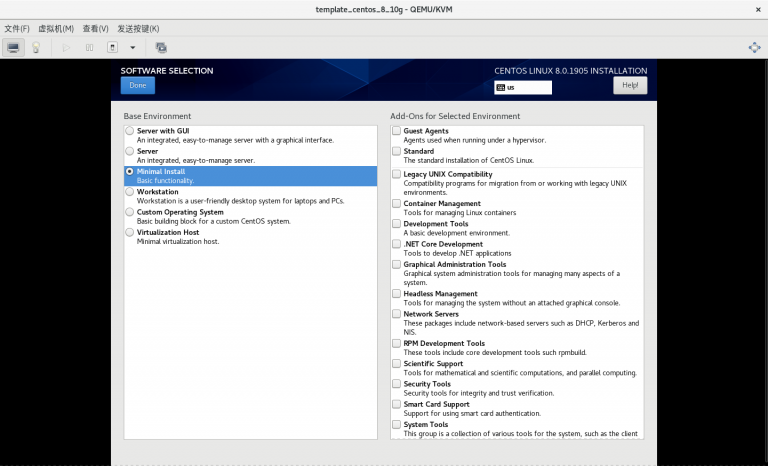 template_centos_8_10g - QEMU/KVM
×
文件(F) 虚拟机(M) 查看(V) 发送按键(K)
SOFTWARE SELECTION
CENTOS LINUX 8.0.1905 INSTALLATION
Done
us
Help!
Base Environment
Server with GUI
An integrated, easy-to-manage server with a graphical interface.
Server
An integrated, easy-to-manage server.
Minimal Install
Basic functionality.
Workstation
Workstation is a user-friendly desktop system for laptops and PCs.
Custom Operating System
Basic building block for a custom CentOS system.
Virtualization Host
Minimal virtualization host.
Add-Ons for Selected Environment
Guest Agents
Agents used when running under a hypervisor.
Standard
The standard installation of CentOS Linux.
Legacy UNIX Compatibility
Compatibility programs for migration from or working with legacy UNIX
environments.
Container Management
Tools for managing Linux containers
Development Tools
A basic development environment.
.NET Core Development
Tools to develop .NET applications
Graphical Administration Tools
Graphical system administration tools for managing many aspects of a
system.
Headless Management
Tools for managing the system without an attached graphical console.
Network Servers
These packages include network-based servers such as DHCP, Kerberos and
NIS.
RPM Development Tools
These tools include core development tools such rpmbuild.
Scientific Support
Tools for mathematical and scientific computations, and parallel computing.
Security Tools
Security tools for integrity and trust verification.
Smart Card Support
Support for using smart card authentication.
System Tools
This group is a collection of various tools for the system, such as the client